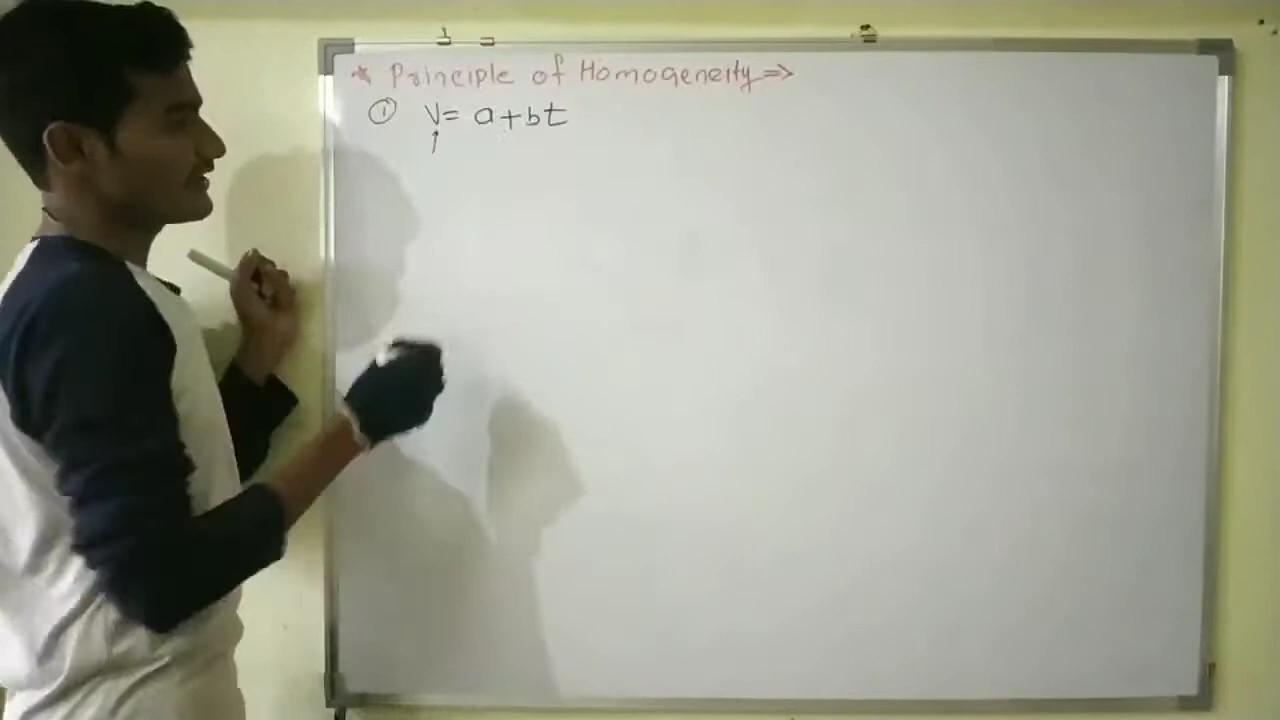 * Principle of Homogeneity ⇒
① V = a + bt
↑